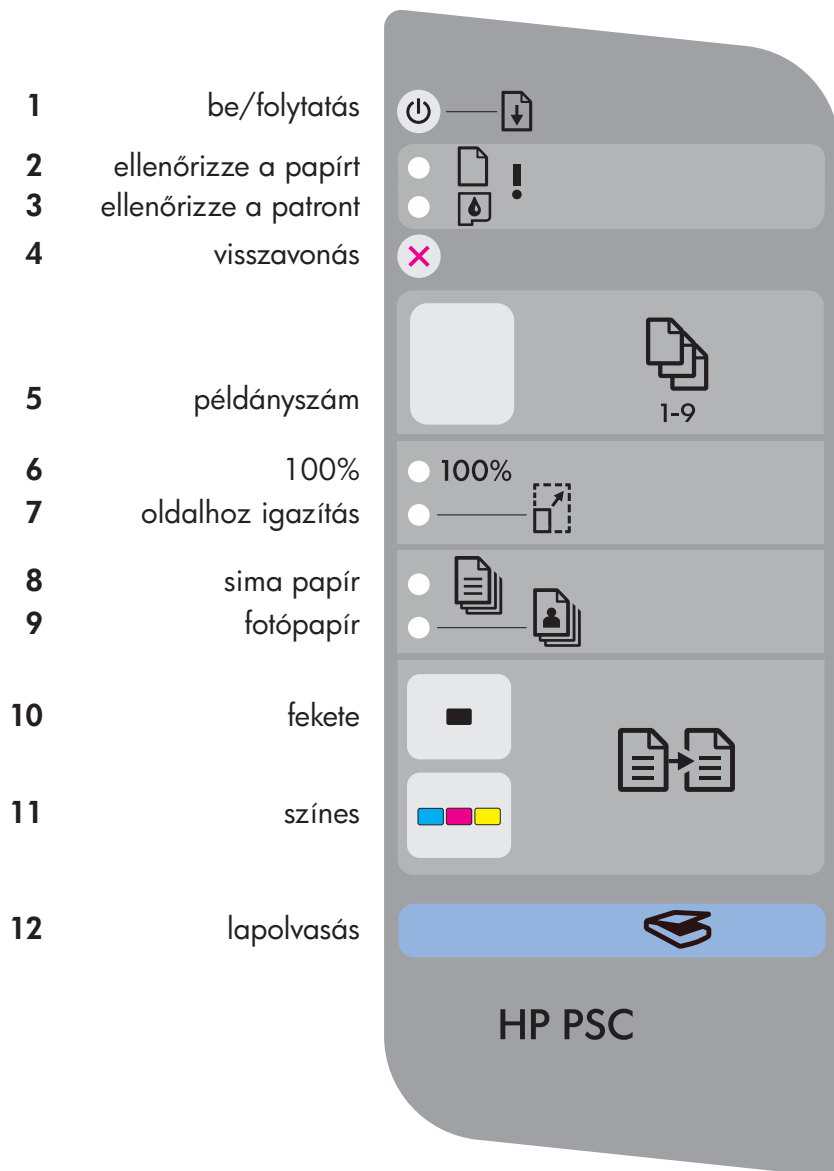 1 be/folytatás
2 ellenőrizze a papírt
!
3 ellenőrizze a patront
4 visszavonás
5 példányszám
1-9
6 100% 100%
7 oldalhoz igazítás
8 sima papír
9 fotópapír
10 fekete
11 színes
12 lapolvasás
HP PSC